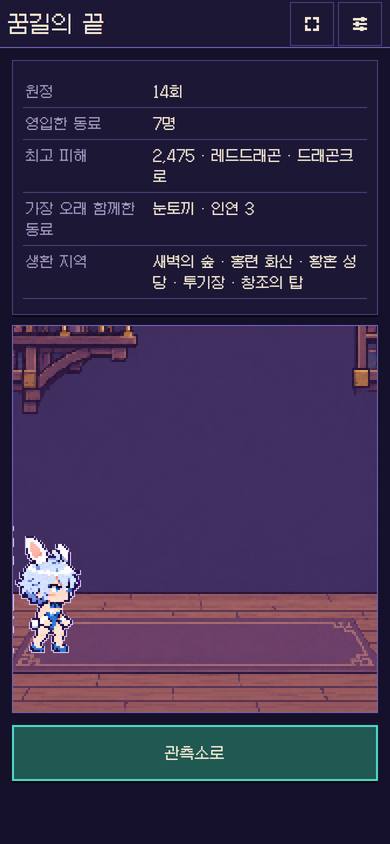 꿈길의 끝
원정 14회
영입한 동료 7명
최고 피해 2,475 · 레드드래곤 · 드래곤크로
가장 오래 함께한 동료 눈토끼 · 인연 3
생환 지역 새벽의 숲 · 홍련 화산 · 황혼 성당 · 투기장 · 창조의 탑
관측소로